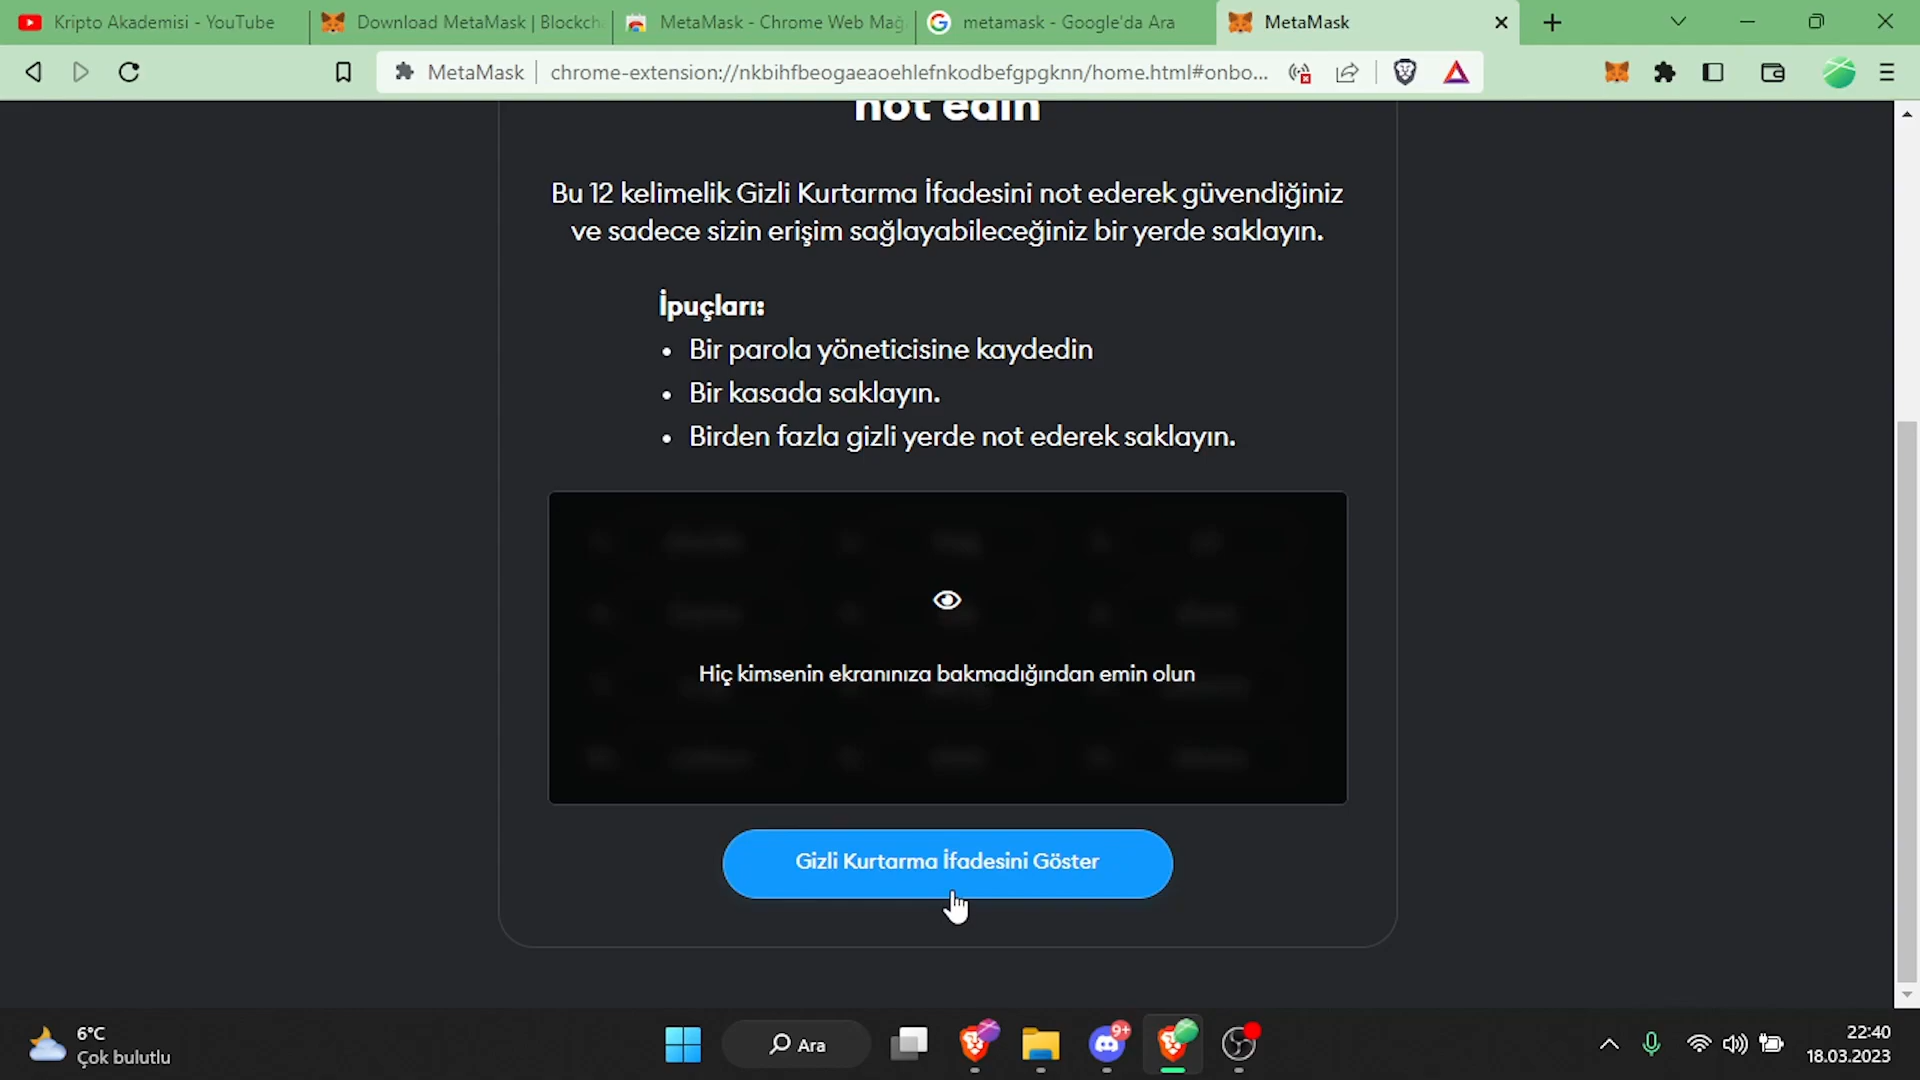 Kripto Akademisi - YouTube
Download MetaMask | Blockch
MetaMask - Chrome Web Mağ
metamask - Google'da Ara
MetaMask
MetaMask
chrome-extension://nkbihfbeogaeaoehlefnkodbefgpgknn/home.html#onbo...
not edin
Bu 12 kelimelik Gizli Kurtarma İfadesini not ederek güvendiğiniz
ve sadece sizin erişim sağlayabileceğiniz bir yerde saklayın.
İpuçları:
• Bir parola yöneticisine kaydedin
• Bir kasada saklayın.
• Birden fazla gizli yerde not ederek saklayın.
Hiç kimsenin ekranınıza bakmadığından emin olun
Gizli Kurtarma İfadesini Göster
6°C
Çok bulutlu
Ara
9+
22:40
18.03.2023